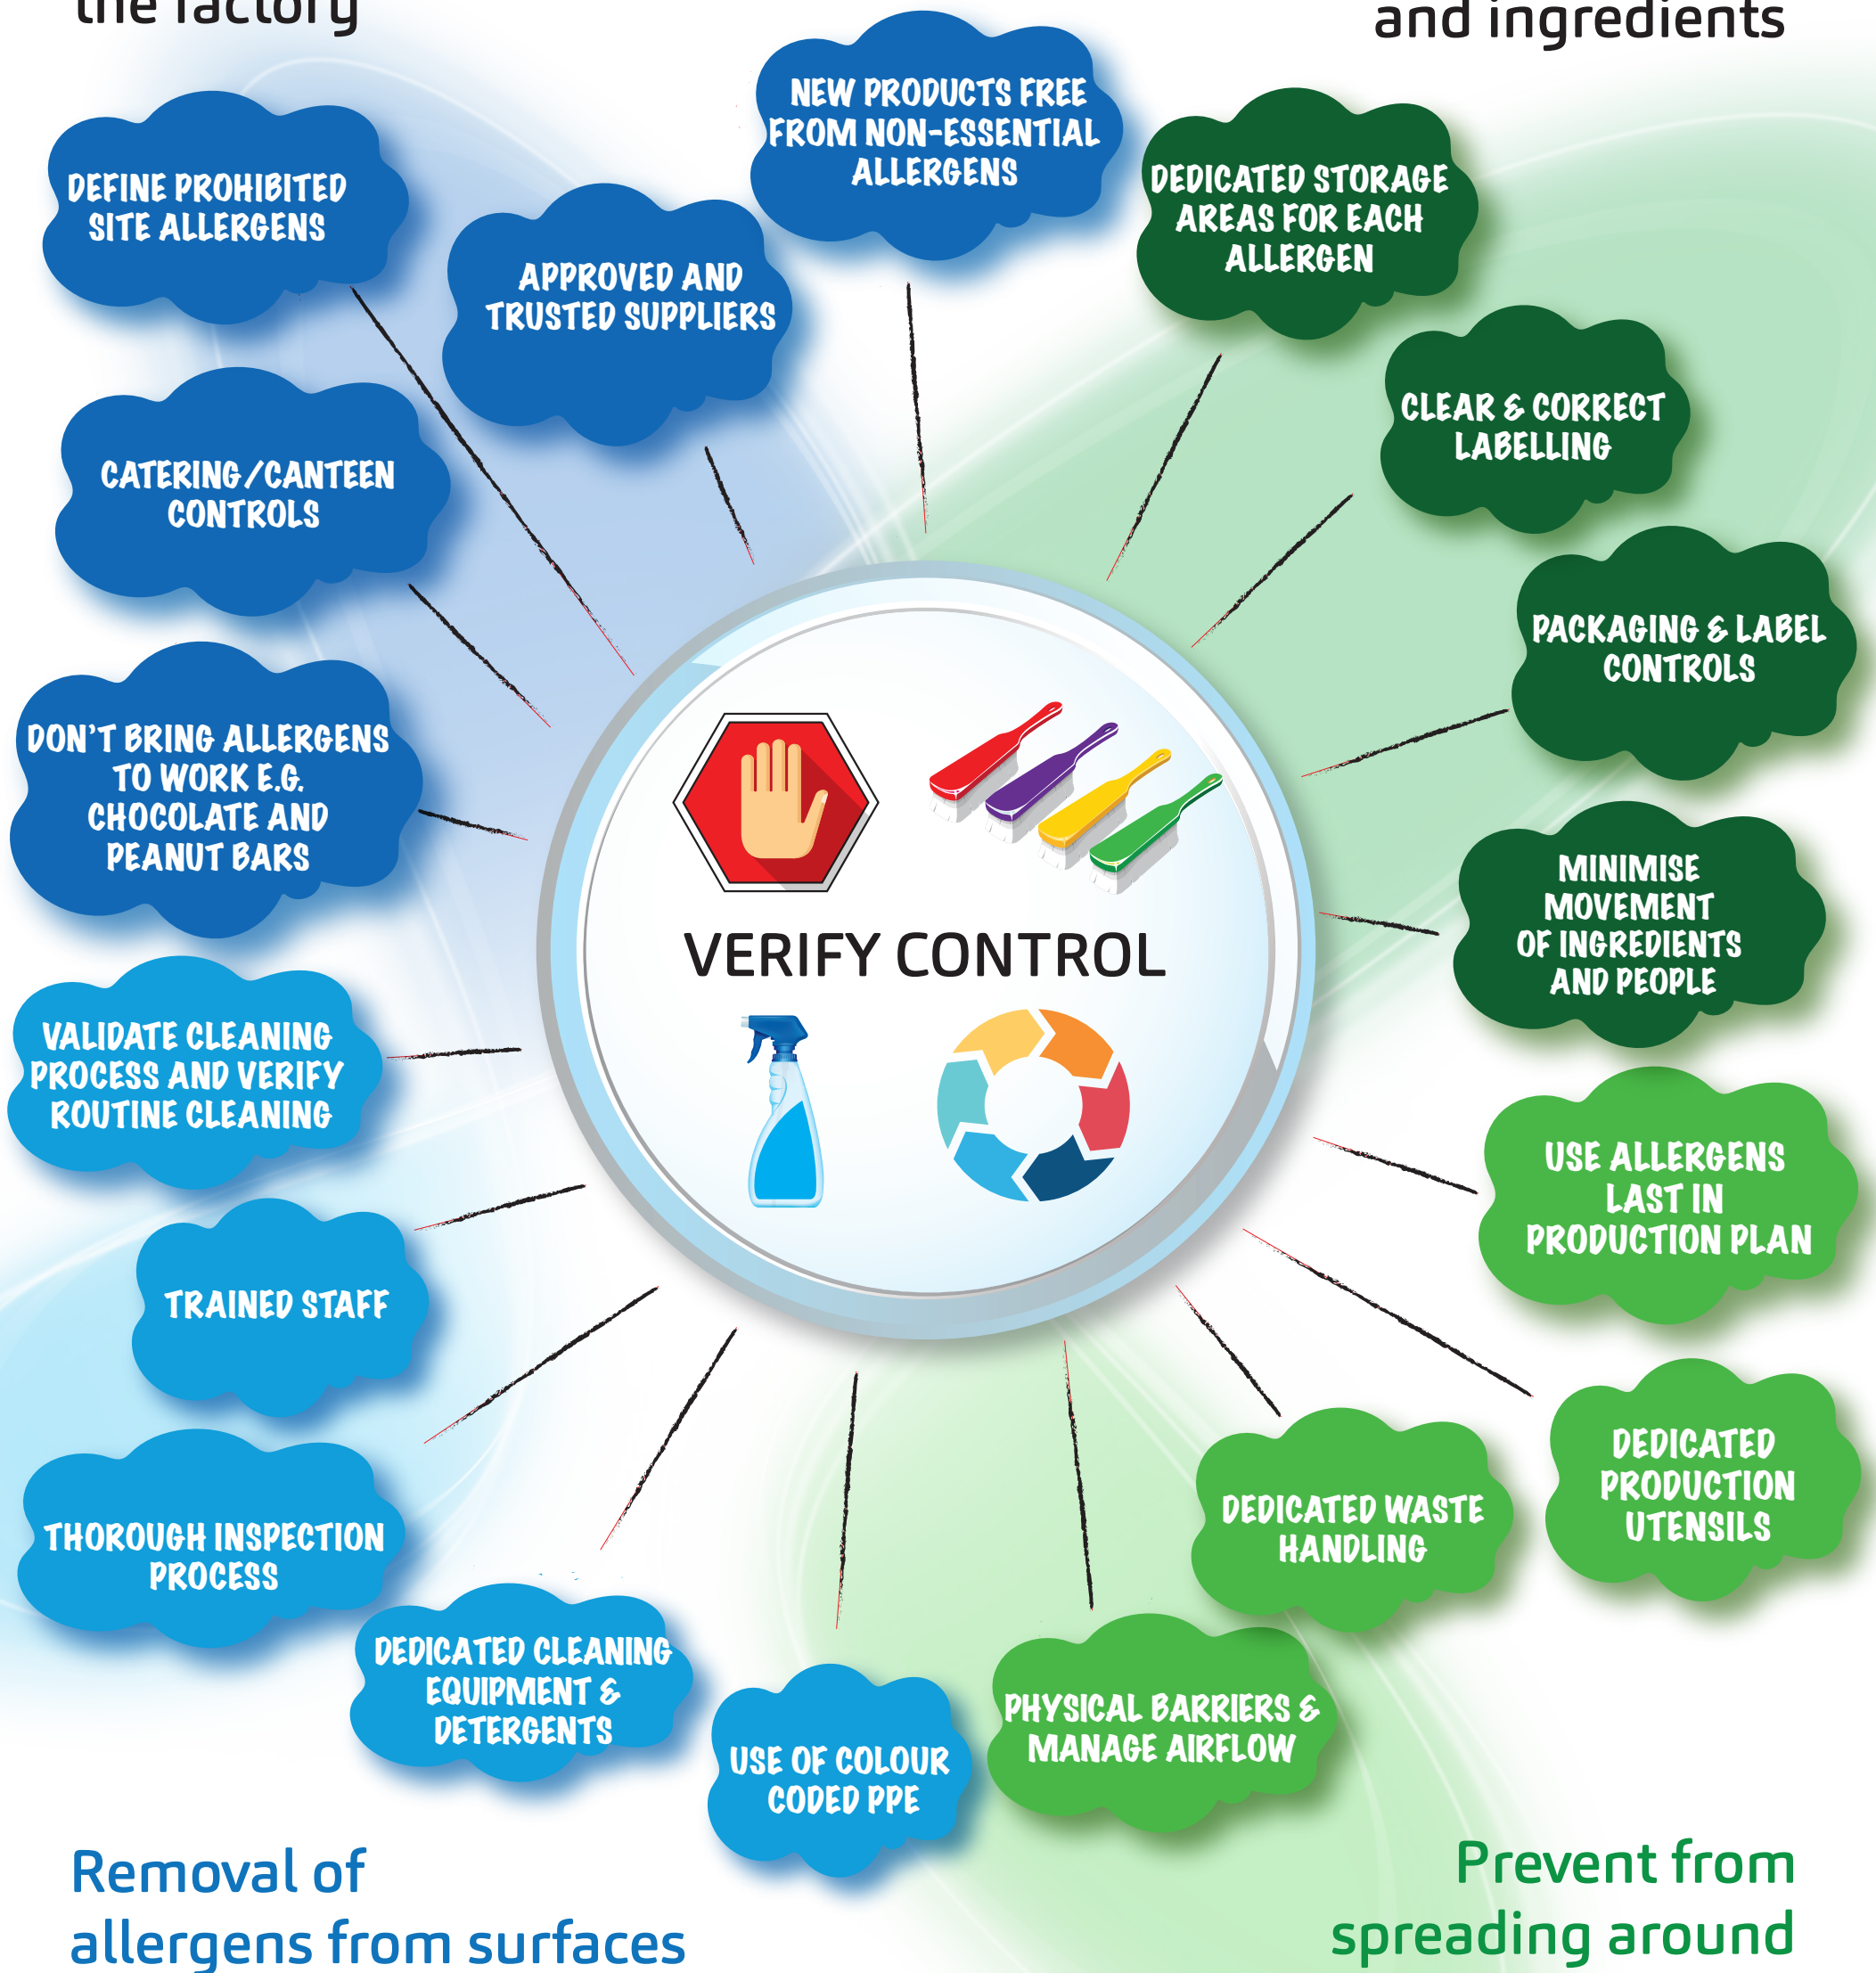 the factory
and ingredients
NEW PRODUCTS FREE
FROM NON-ESSENTIAL
ALLERGENS
DEFINE PROHIBITED
SITE ALLERGENS
APPROVED AND
TRUSTED SUPPLIERS
DEDICATED STORAGE
AREAS FOR EACH
ALLERGEN
CLEAR & CORRECT
LABELLING
CATERING/CANTEEN
CONTROLS
PACKAGING & LABEL
CONTROLS
DON'T BRING ALLERGENS
TO WORK E.G.
CHOCOLATE AND
PEANUT BARS
MINIMISE
MOVEMENT
OF INGREDIENTS
AND PEOPLE
VERIFY CONTROL
VALIDATE CLEANING
PROCESS AND VERIFY
ROUTINE CLEANING
USE ALLERGENS
LAST IN
PRODUCTION PLAN
TRAINED STAFF
DEDICATED
PRODUCTION
UTENSILS
THOROUGH INSPECTION
PROCESS
DEDICATED WASTE
HANDLING
DEDICATED CLEANING
EQUIPMENT &
DETERGENTS
PHYSICAL BARRIERS &
MANAGE AIRFLOW
USE OF COLOUR
CODED PPE
Removal of
allergens from surfaces
Prevent from
spreading around